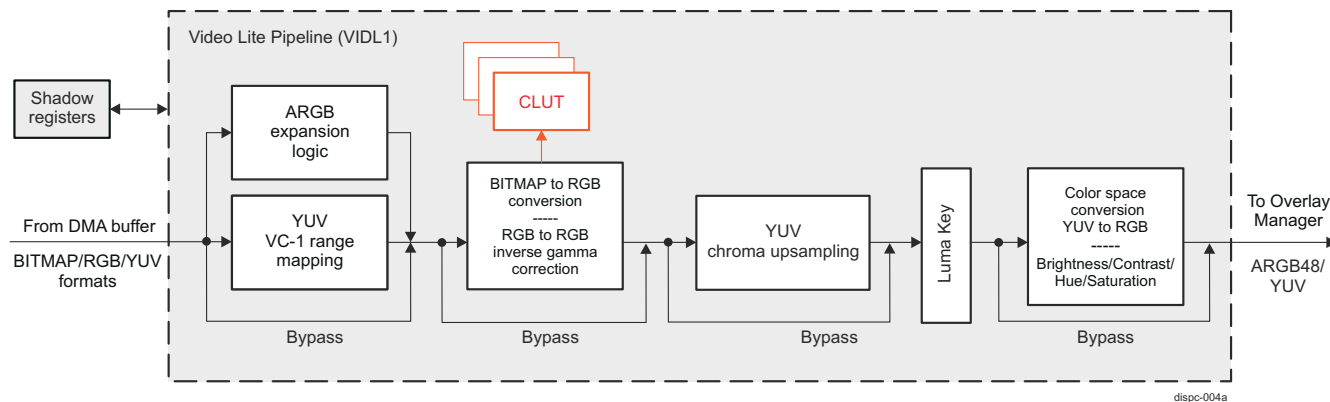 Video Lite Pipeline (VIDL1)
Shadow
registers
ARGB
expansion
logic
CLUT
From DMA buffer
BITMAP/RGB/YUV
formats
YUV
VC-1 range
mapping
BITMAP to RGB
conversion
-----
RGB to RGB
inverse gamma
correction
YUV
chroma upsampling
Luma Key
Color space
conversion
YUV to RGB
-----
Brightness/Contrast/
Hue/Saturation
To Overlay
Manager
ARGB48/
YUV
Bypass
Bypass
Bypass
Bypass
dispc-004a